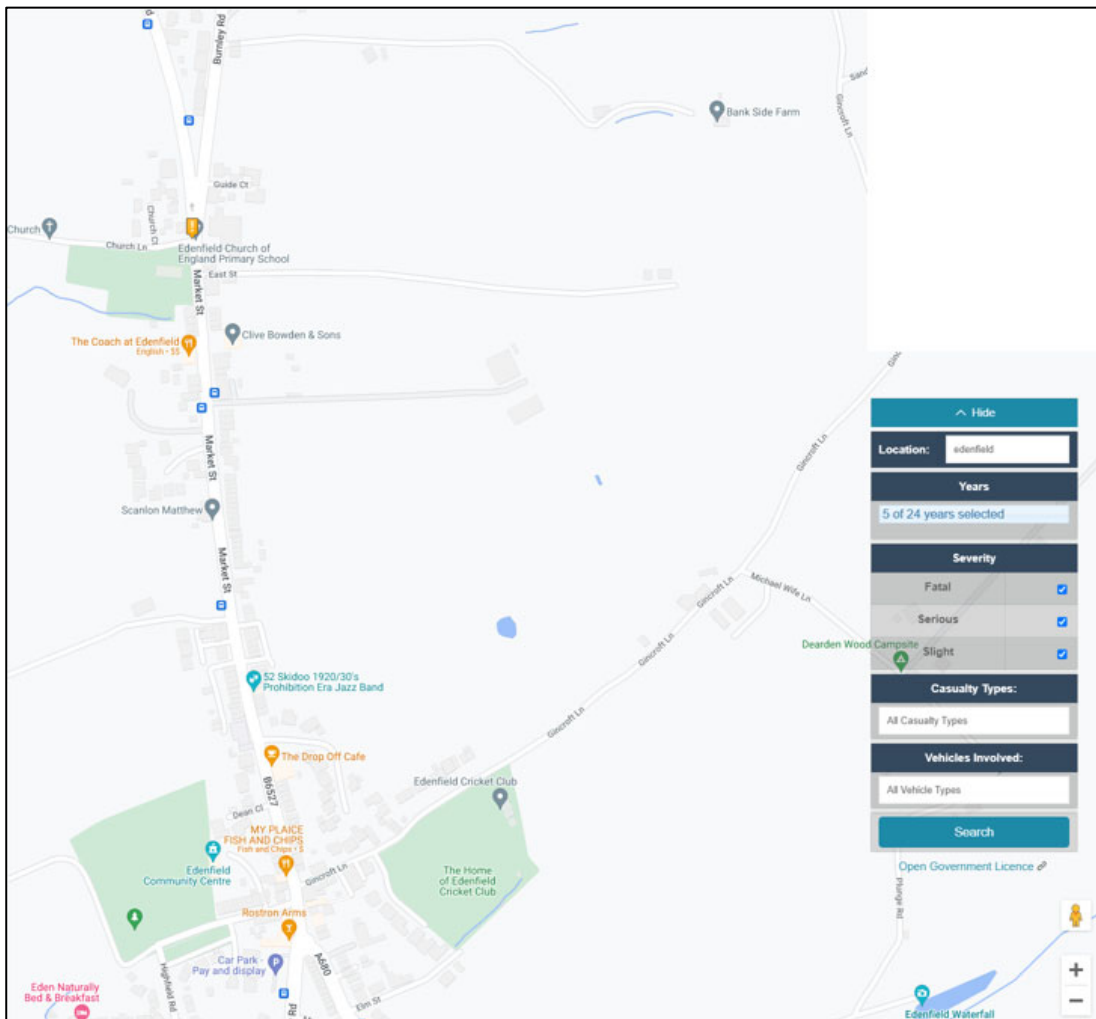 Burnley Rd
Bank Side Farm
Gincroft Ln
Guide Ct
Church
Church Cl
Church Ln
Edenfield Church of
England Primary School
East St
Market St
The Coach at Edenfield
English • $$
Clive Bowden & Sons
Market St
Scanlon Matthew
Market St
Gincroft Ln
Gincroft Ln
Gincroft Ln
Gincroft Ln
Michael Wife Ln
Dearden Wood Campsite
52 Skidoo 1920/30's
Prohibition Era Jazz Band
The Drop Off Cafe
B6527
Gincroft Ln
Edenfield Cricket Club
Dean Cl
MY PLAICE
FISH AND CHIPS
Fish and Chips • $
Edenfield
Community Centre
Gincroft Ln
The Home
of Edenfield
Cricket Club
Rostron Arms
Car Park -
Pay and display
A680
Highfield Rd
Eden Naturally
Bed & Breakfast
Rd
Elm St
Plunge Rd
Edenfield Waterfall
Hide
Location:
edenfield
Years
5 of 24 years selected
Severity
Fatal
Serious
Slight
Casualty Types:
All Casualty Types
Vehicles Involved:
All Vehicle Types
Search
Open Government Licence
+
−